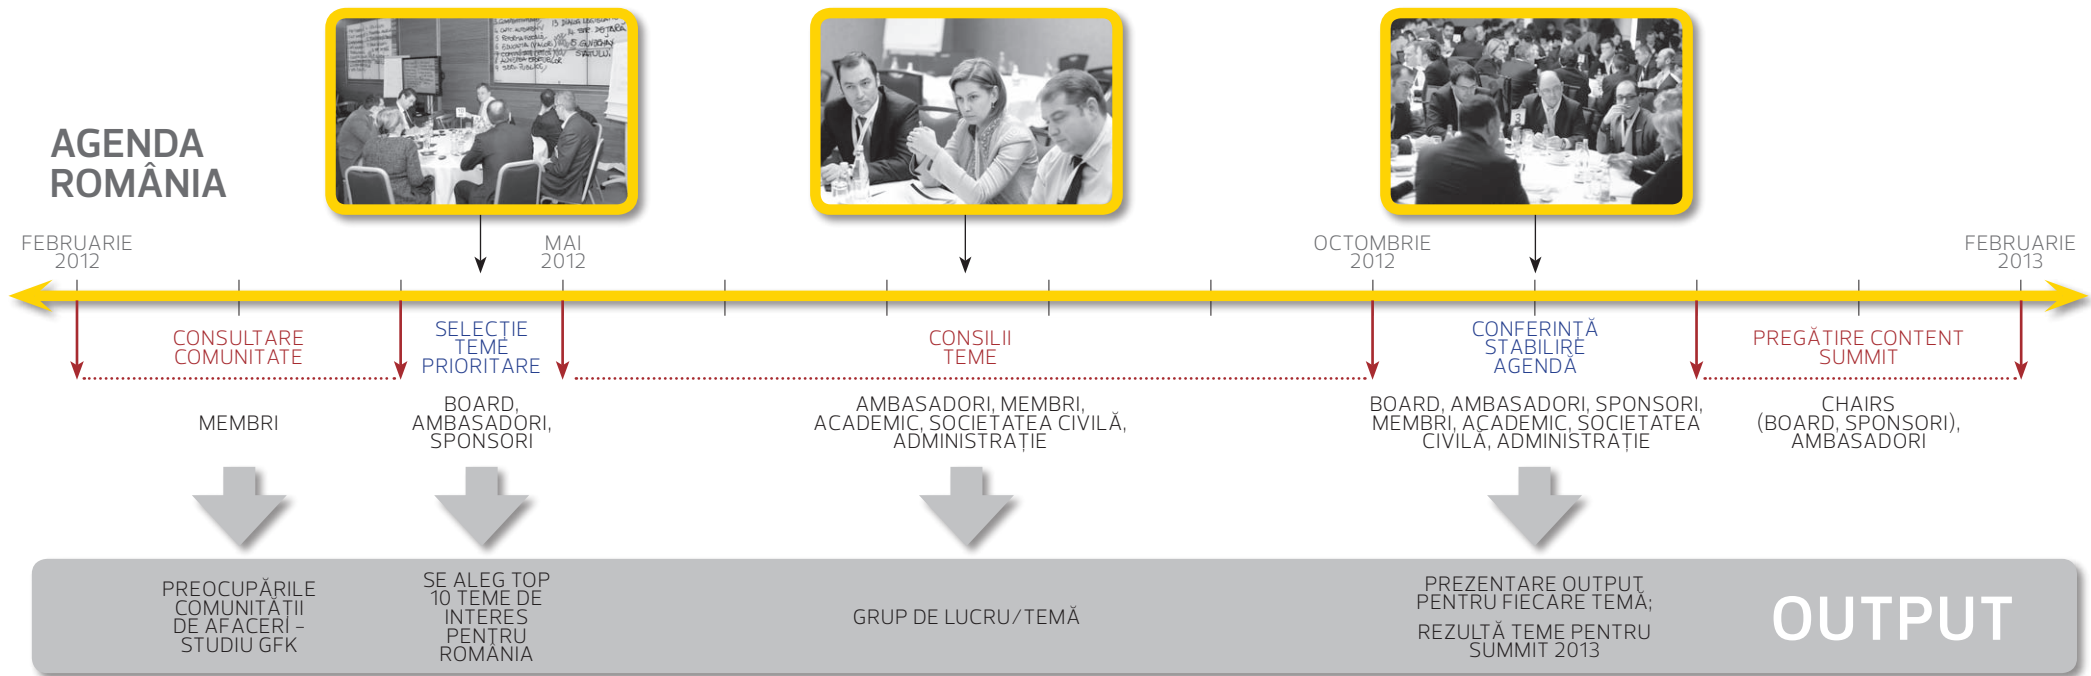 AGENDA
ROMÂNIA
FEBRUARIE
2012
MAI
2012
OCTOMBRIE
2012
FEBRUARIE
2013
CONSULTARE
COMUNITATE
SELECȚIE
TEME
PRIORITARE
CONSILII
TEME
CONFERINȚĂ
STABILIRE
AGENDĂ
PREGĂTIRE CONTENT
SUMMIT
MEMBRI
BOARD,
AMBASADORI,
SPONSORI
AMBASADORI, MEMBRI,
ACADEMIC, SOCIETATEA CIVILĂ,
ADMINISTRAȚIE
BOARD, AMBASADORI, SPONSORI,
MEMBRI, ACADEMIC, SOCIETATEA
CIVILĂ, ADMINISTRAȚIE
CHAIRS
(BOARD, SPONSORI),
AMBASADORI
PREOCUPĂRILE
COMUNITĂȚII
DE AFACERI –
STUDIU GFK
SE ALEG TOP
10 TEME DE
INTERES
PENTRU
ROMÂNIA
GRUP DE LUCRU/TEMĂ
PREZENTARE OUTPUT
PENTRU FIECARE TEMĂ;
REZULTĂ TEME PENTRU
SUMMIT 2013
OUTPUT